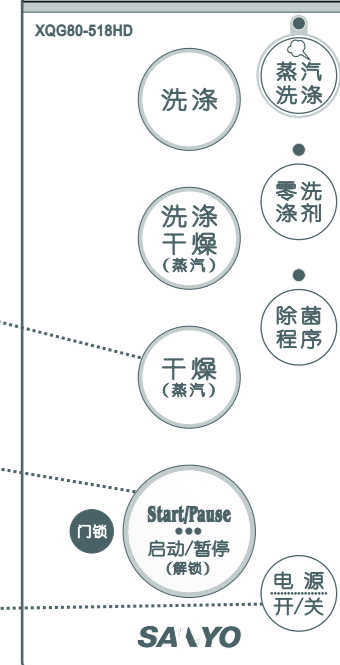 XQG80-518HD
蒸汽
洗涤
洗涤
零洗
涤剂
洗涤
干燥
(蒸汽)
除菌
程序
干燥
(蒸汽)
Start/Pause
启动/暂停
(解锁)
门锁
电源
开/关
SANYO